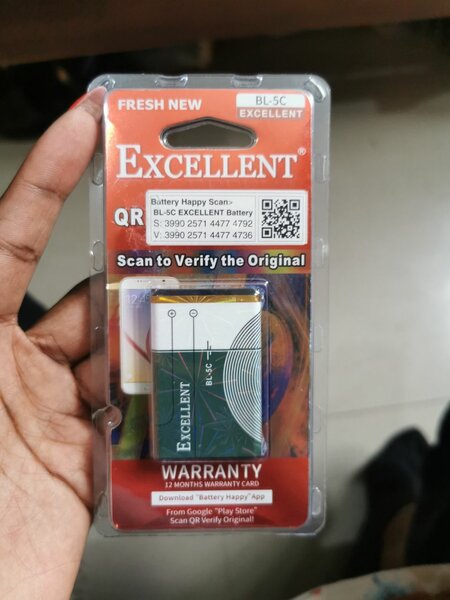 FRESH NEW
BL-5C
EXCELLENT
EXCELLENT®
Battery Happy Scan>
BL-5C EXCELLENT Battery
QR
S: 3990 2571 4477 4792
V: 3990 2571 4477 4736
Scan to Verify the Original
EXCELLENT
BL-5C
WARRANTY
12 MONTHS WARRANTY CARD
Download "Battery Happy" App
From Google "Play Store"
Scan QR Verify Original!